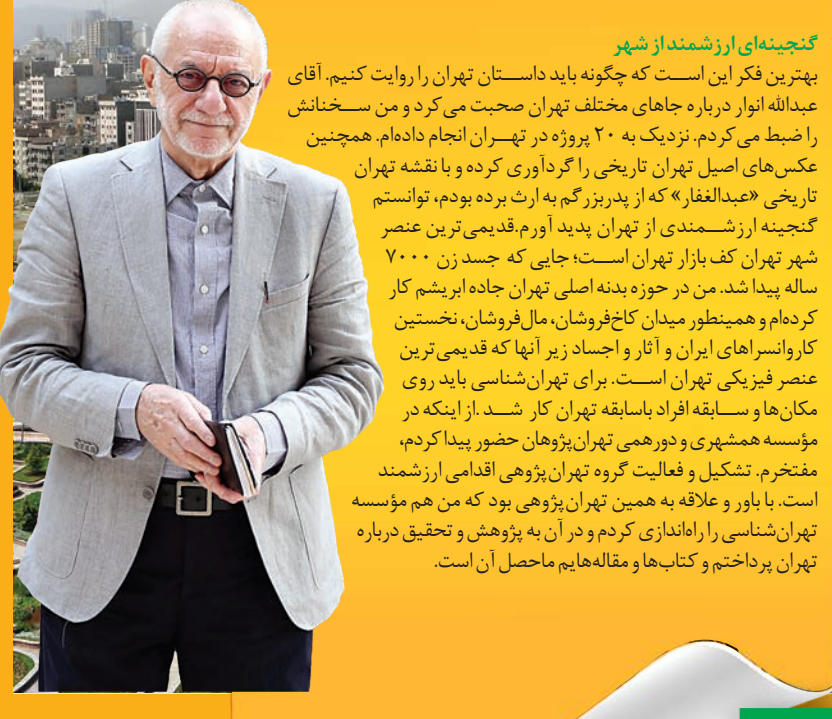 گنجینه‌ای ارزشمند از شهر
بهترین فکر این است که چگونه باید داستان تهران را روایت کنیم. آقای
عبدالله انوار درباره جاهای مختلف تهران صحبت می‌کرد و من سخنانش
را ضبط می‌کردم. نزدیک به ۲۰ پروژه در تهران انجام داده‌ام. همچنین
عکس‌های اصیل تهران تاریخی را گردآوری کرده و با نقشه تهران
تاریخی «عبدالغفار» که از پدربزرگم به ارث برده بودم، توانستم
گنجینه ارزشمندی از تهران پدید آورم.قدیمی‌ترین عنصر
شهر تهران کف بازار تهران است؛ جایی که جسد زن ۷۰۰۰
ساله پیدا شد. من در حوزه بدنه اصلی تهران جاده ابریشم کار
کرده‌ام و همینطور میدان کاخ‌فروشان، مال‌فروشان، نخستین
کاروانسراهای ایران و آثار و اجساد زیر آنها که قدیمی‌ترین
عنصر فیزیکی تهران است. برای تهران‌شناسی باید روی
مکان‌ها و سابقه افراد باسابقه تهران کار شد .از اینکه در
مؤسسه همشهری و دورهمی تهران‌پژوهان حضور پیدا کردم،
مفتخرم. تشکیل و فعالیت گروه تهران‌پژوهی اقدامی ارزشمند
است. با باور و علاقه به همین تهران‌پژوهی بود که من هم مؤسسه
تهران‌شناسی را راه‌اندازی کردم و در آن به پژوهش و تحقیق درباره
تهران پرداختم و کتاب‌ها و مقاله‌هایم ماحصل آن است.